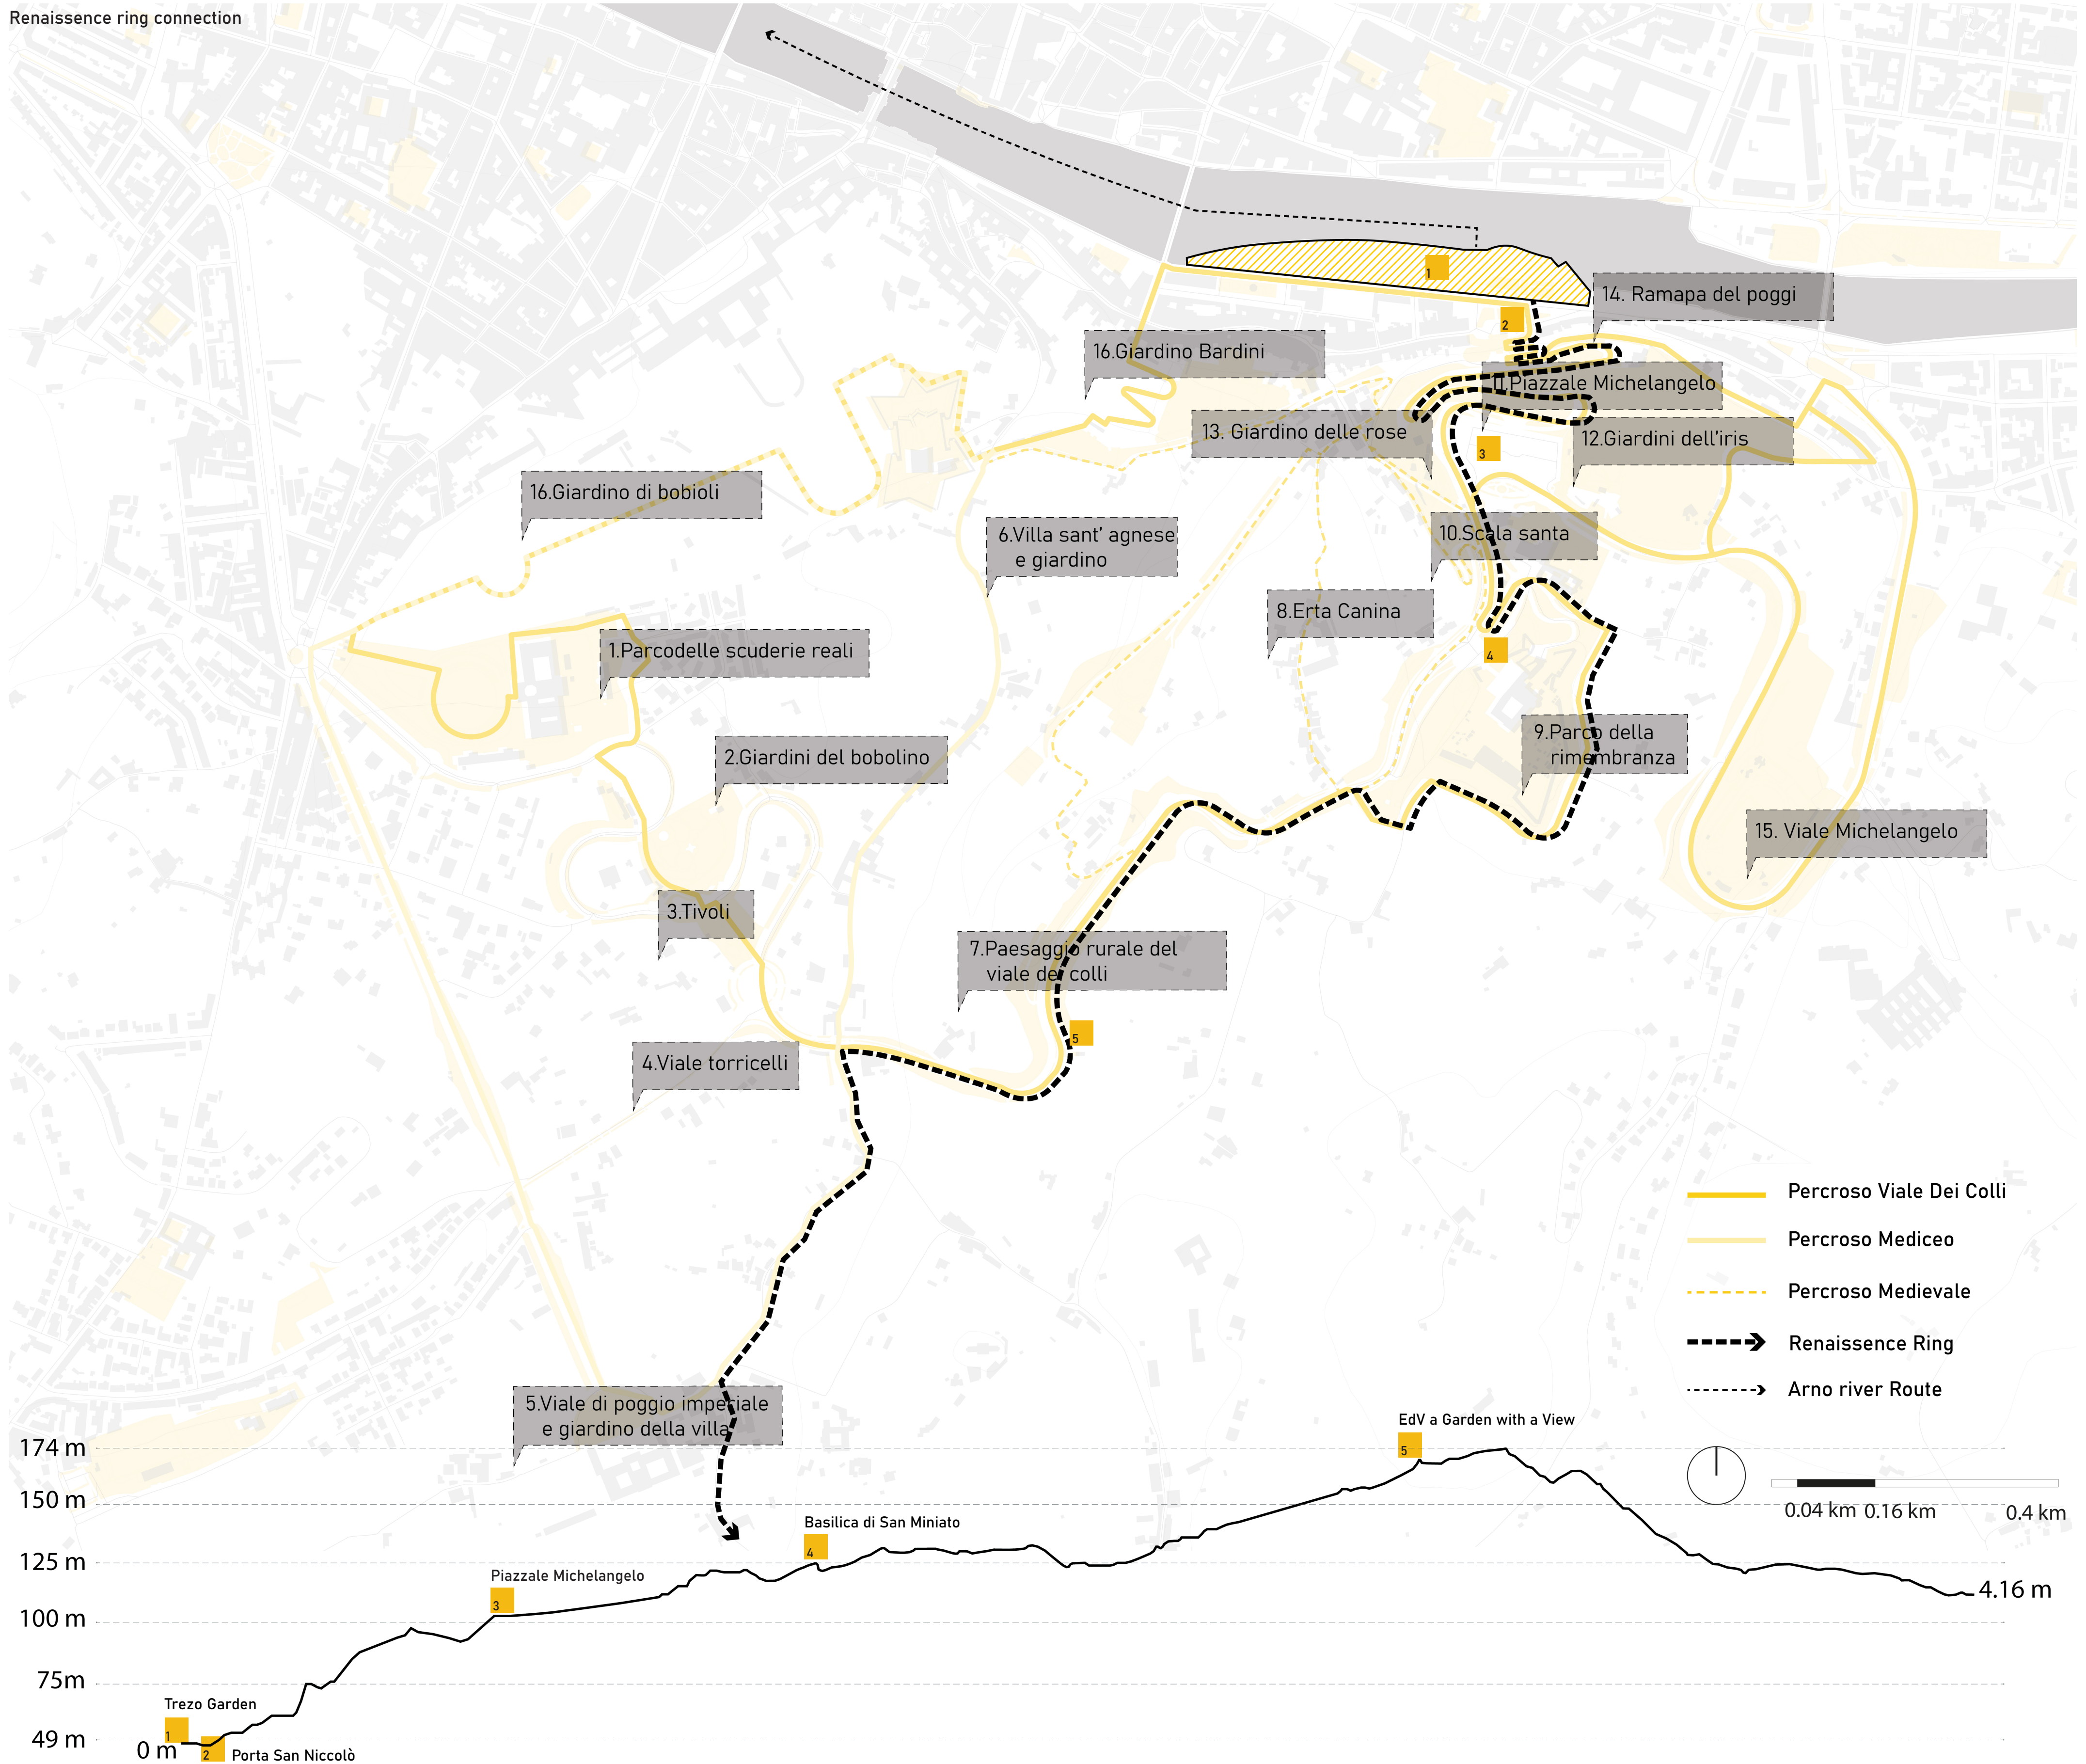 Renaissence ring connection
14. Ramapa del poggi
16.Giardino Bardini
11.Piazzale Michelangelo
13. Giardino delle rose
12.Giardini dell'iris
16.Giardino di bobioli
6.Villa sant' agnese
e giardino
10.Scala santa
8.Erta Canina
1.Parcodelle scuderie reali
9.Parco della
rimembranza
2.Giardini del bobolino
15. Viale Michelangelo
3.Tivoli
7.Paesaggio rurale del
viale dei colli
4.Viale torricelli
5.Viale di poggio imperiale
e giardino della villa
1
2
3
4
5
Percroso Viale Dei Colli
Percroso Mediceo
Percroso Medievale
Renaissence Ring
Arno river Route
0.04 km 0.16 km 0.4 km
174 m
150 m
125 m
100 m
75m
49 m
0 m
Trezo Garden
1
2
Porta San Niccolò
Piazzale Michelangelo
3
Basilica di San Miniato
4
EdV a Garden with a View
5
4.16 m